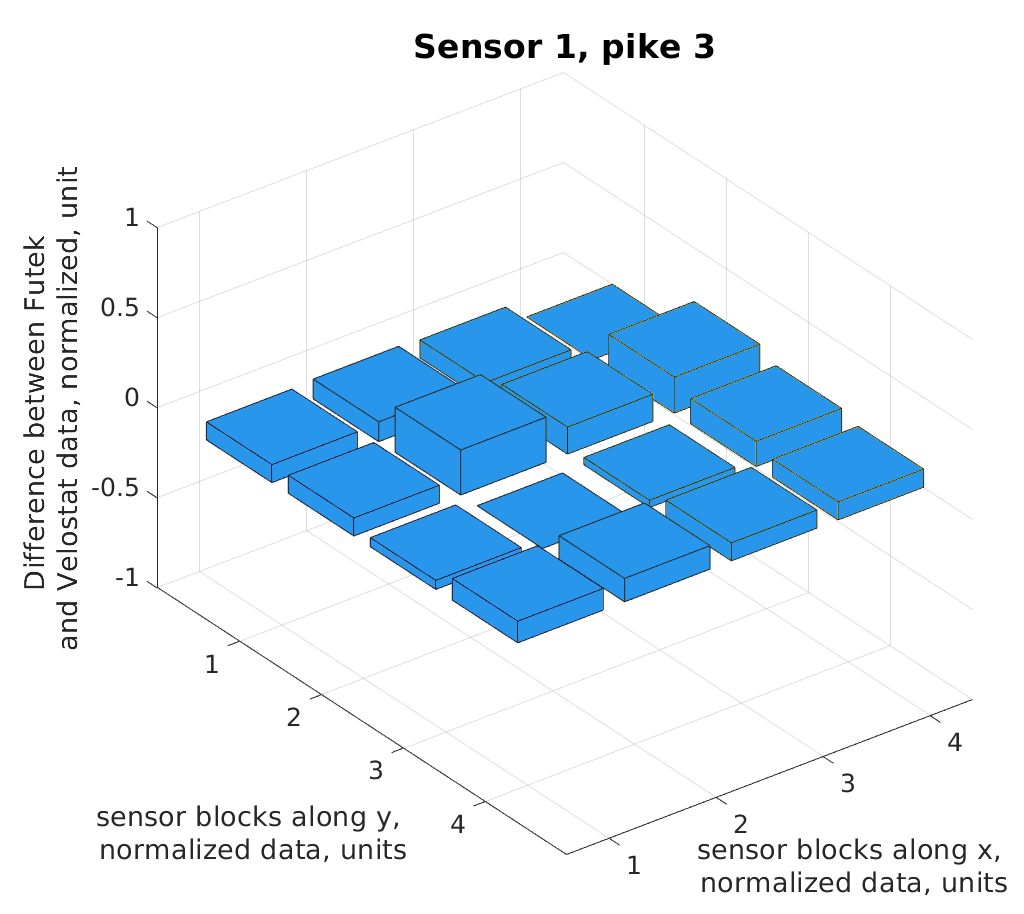 Sensor 1, pike 3
Difference between Futek
and Velostat data, normalized, unit
1
0.5
0
-0.5
-1
1
2
3
4
sensor blocks along y,
normalized data, units
1
2
3
4
sensor blocks along x,
normalized data, units